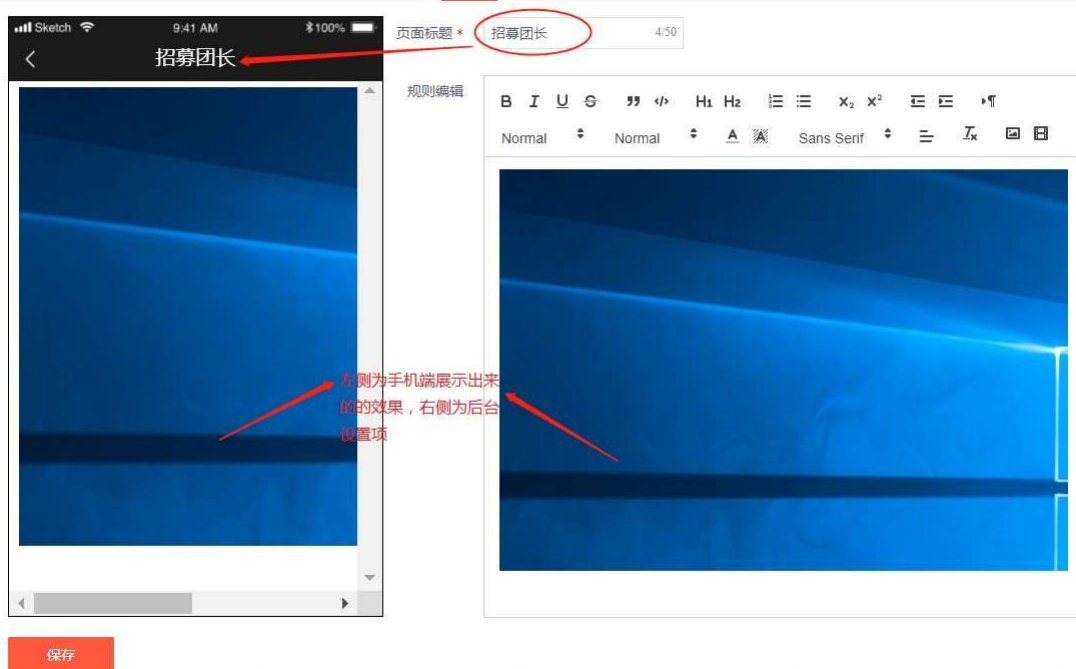 Sketch 9:41 AM 100%
招募团长
页面标题 * 招募团长 4/50
规则编辑
B I U S ” </> H1 H2 X₂ X² ¶
Normal Normal A A Sans Serif Tx
左侧为手机端展示出来
的的效果，右侧为后台
设置项
保存